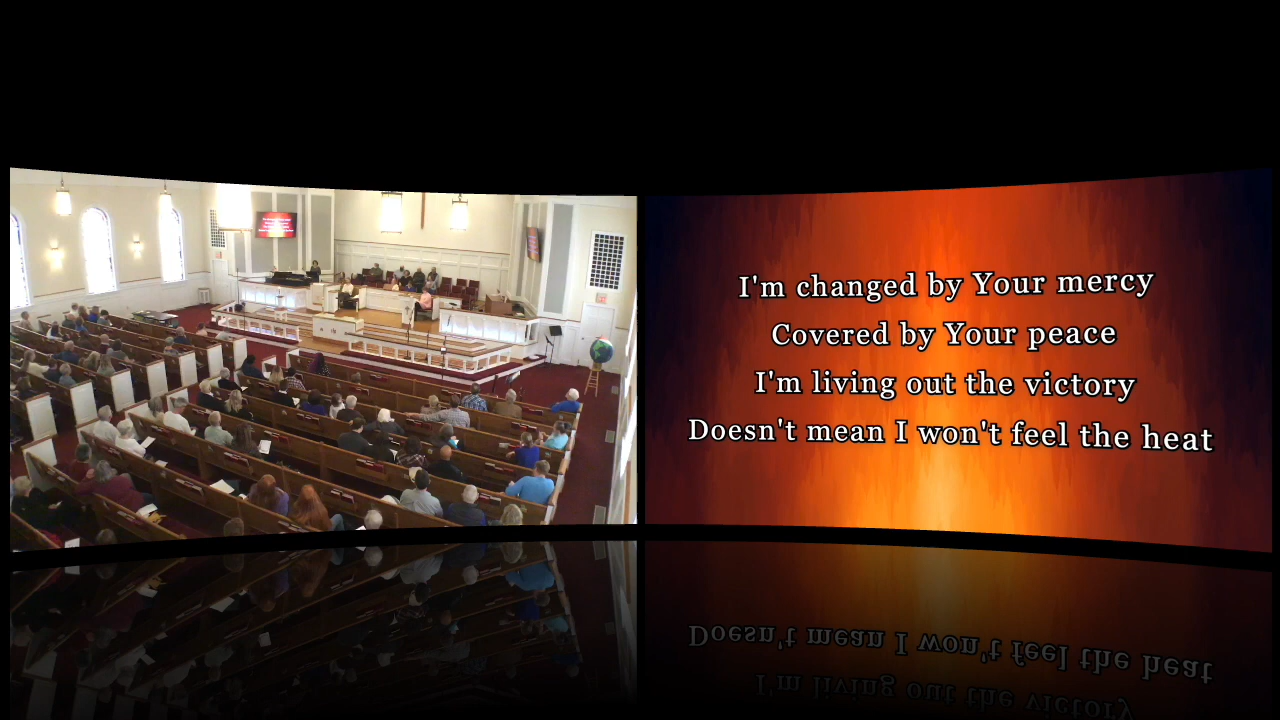 I'm changed by Your mercy
Covered by Your peace
I'm living out the victory
Doesn't mean I won't feel the heat